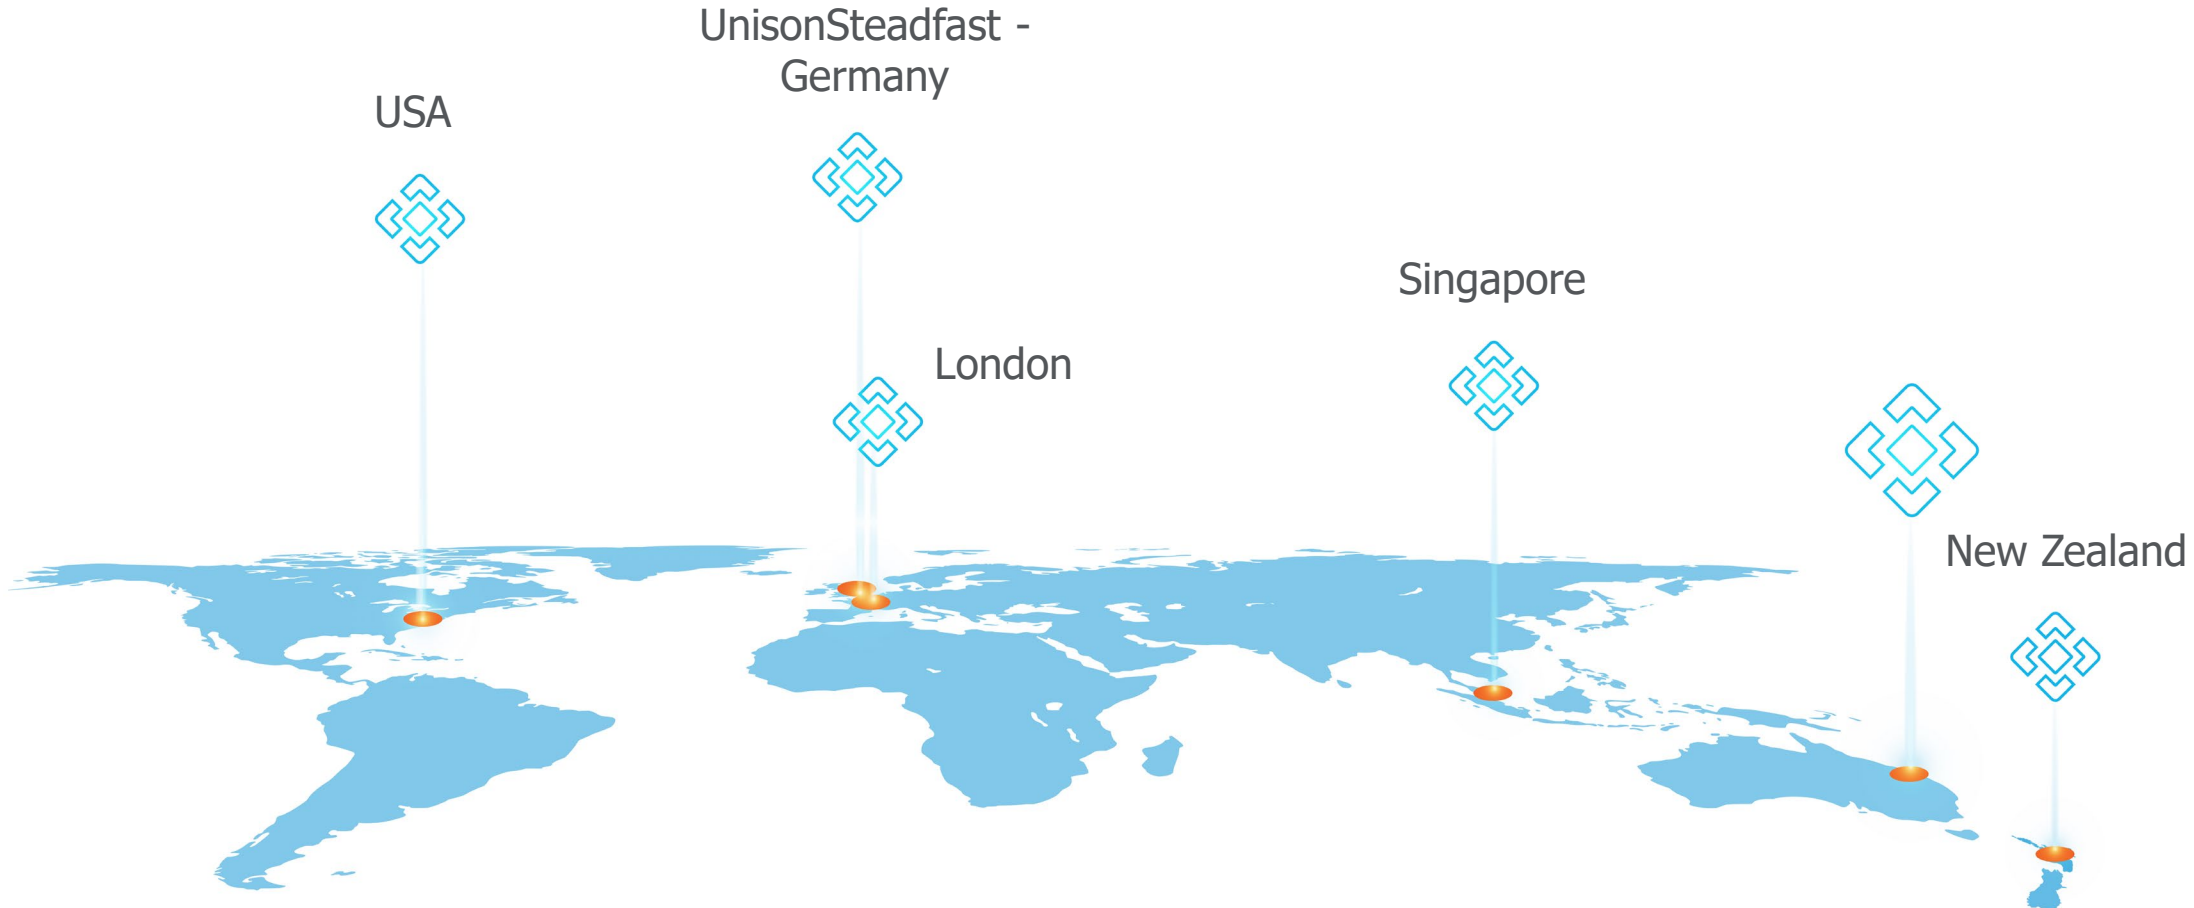 UnisonSteadfast -
Germany
USA
Singapore
London
New Zealand